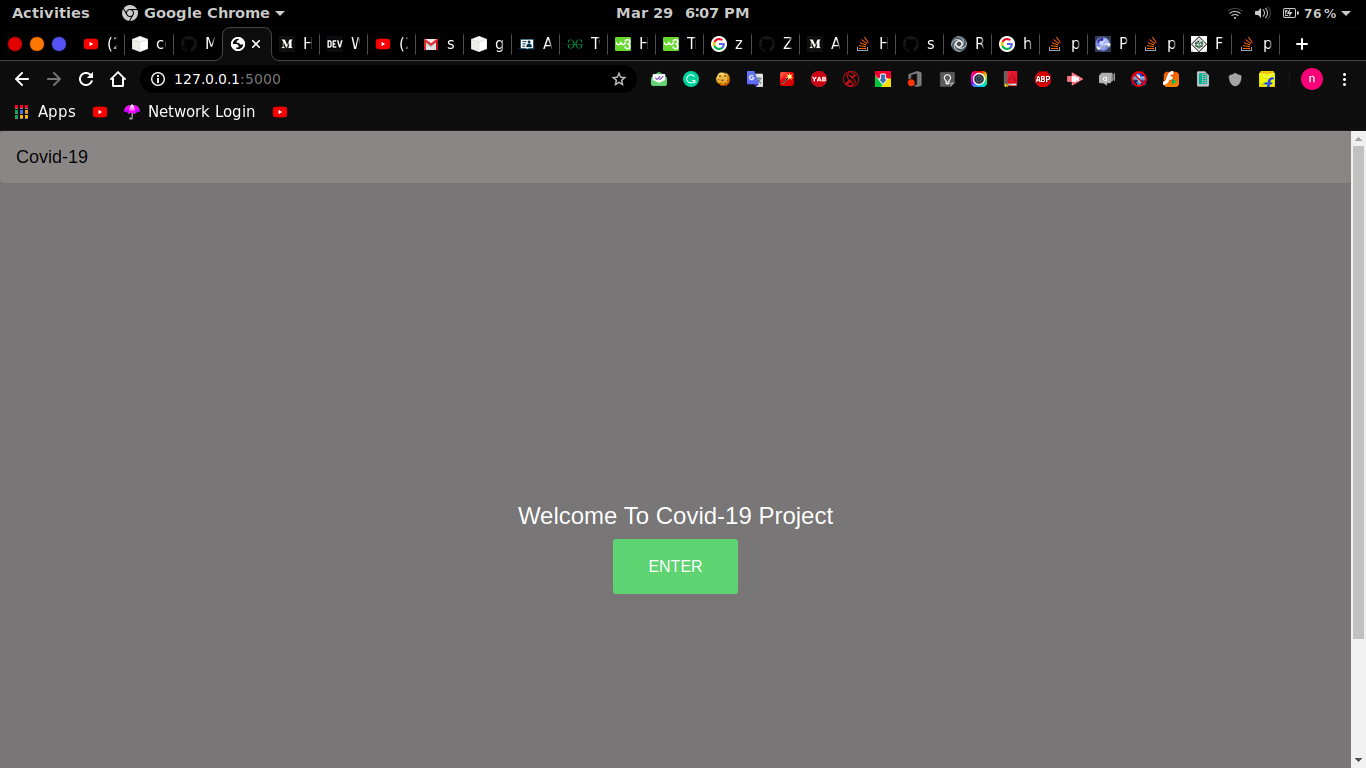 Activities Google Chrome Mar 29 6:07 PM 76 %
127.0.0.1:5000
Apps Network Login
Covid-19
Welcome To Covid-19 Project
ENTER